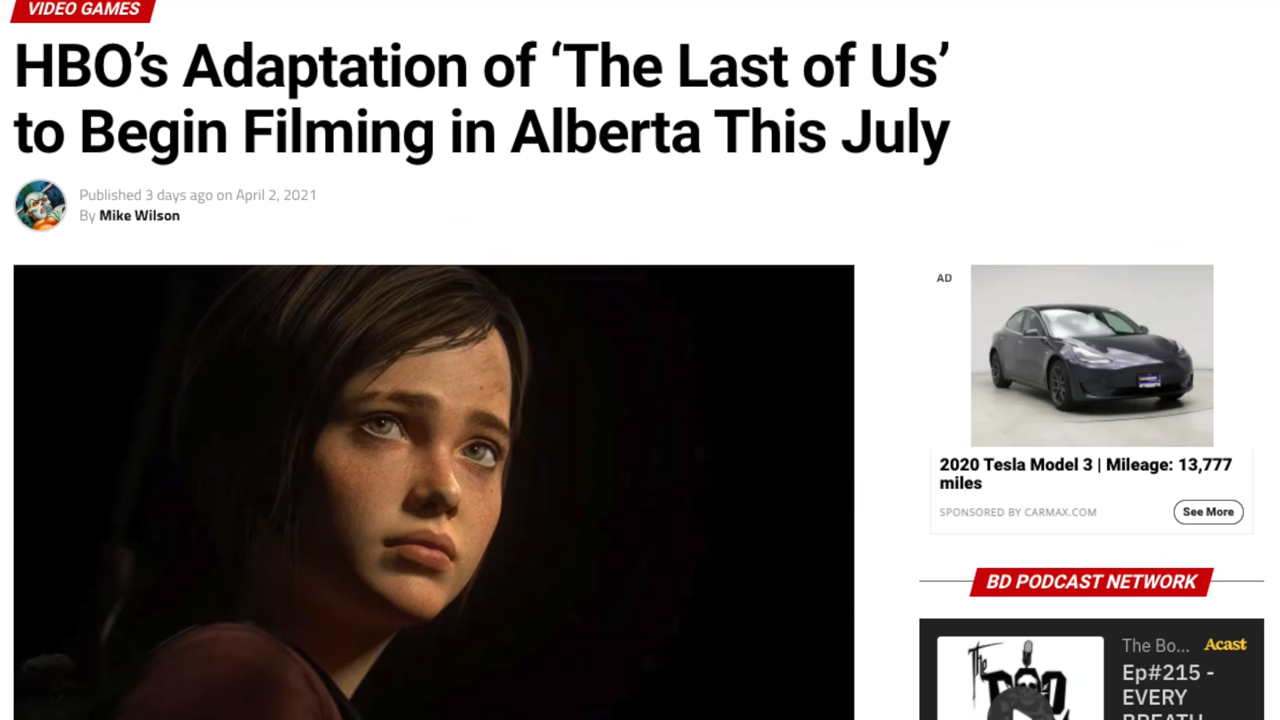 VIDEO GAMES
HBO’s Adaptation of ‘The Last of Us’
to Begin Filming in Alberta This July
Published 3 days ago on April 2, 2021
By Mike Wilson
AD
2020 Tesla Model 3 | Mileage: 13,777
miles
SPONSORED BY CARMAX.COM
See More
BD PODCAST NETWORK
The Bo... Acast
Ep#215 -
EVERY
BREATH
The